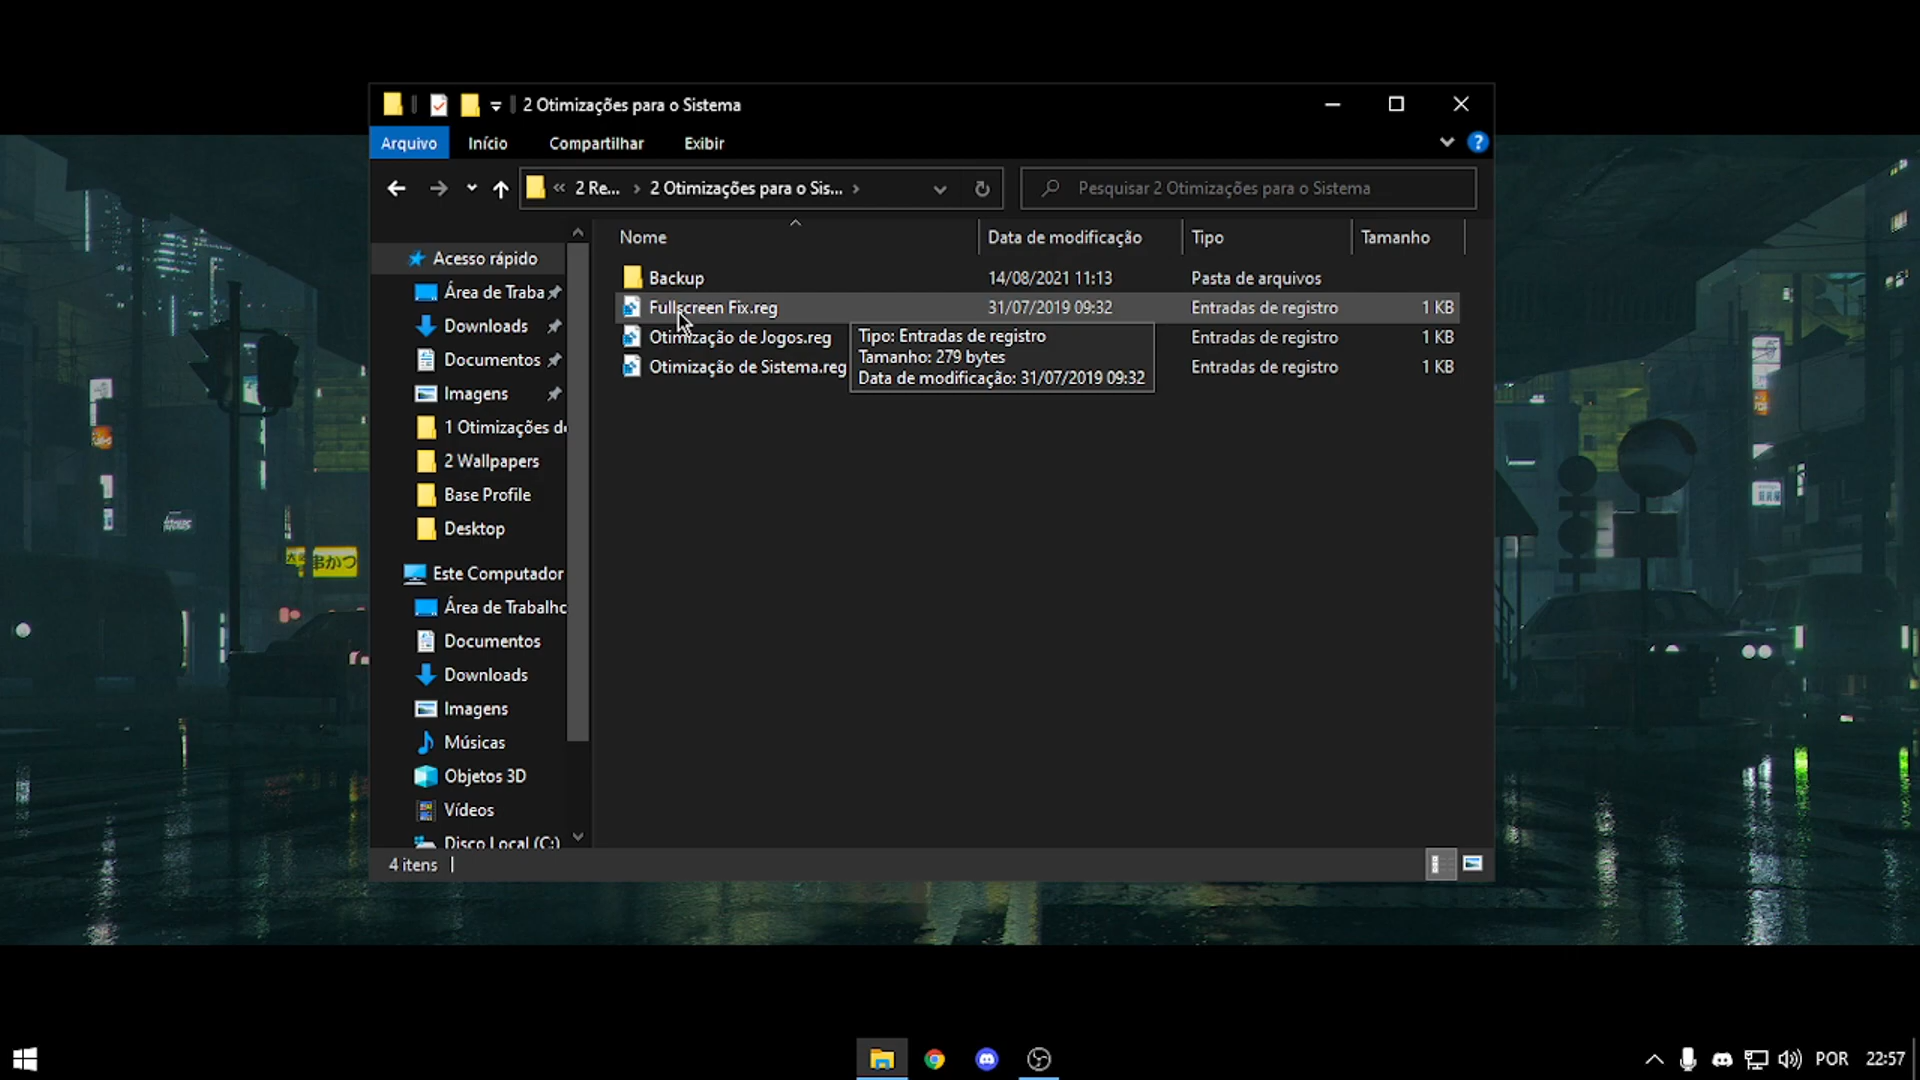 2 Otimizações para o Sistema
Arquivo Início Compartilhar Exibir
« 2 Re... › 2 Otimizações para o Sis... ›
Pesquisar 2 Otimizações para o Sistema
Nome Data de modificação Tipo Tamanho
Backup 14/08/2021 11:13 Pasta de arquivos
Fullscreen Fix.reg 31/07/2019 09:32 Entradas de registro 1 KB
Otimização de Jogos.reg Entradas de registro 1 KB
Otimização de Sistema.reg Entradas de registro 1 KB
Tipo: Entradas de registro
Tamanho: 279 bytes
Data de modificação: 31/07/2019 09:32
Acesso rápido
Área de Traba
Downloads
Documentos
Imagens
1 Otimizações d
2 Wallpapers
Base Profile
Desktop
Este Computador
Área de Trabalho
Documentos
Downloads
Imagens
Músicas
Objetos 3D
Vídeos
Disco Local (C:)
4 itens
串かつ
POR 22:57